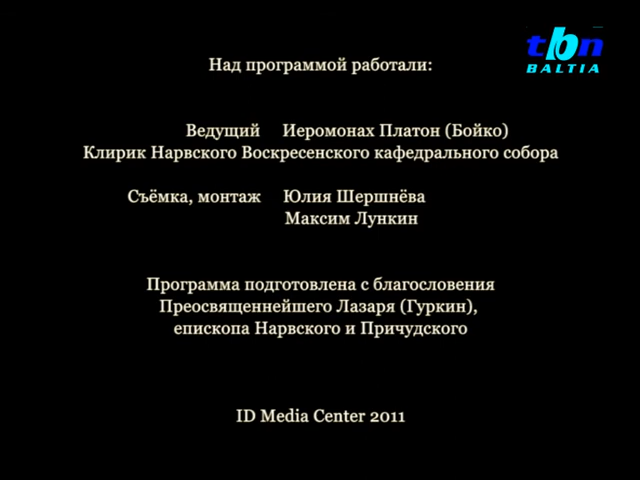 tbn
BALTIA
Над программой работали:
Ведущий Иеромонах Платон (Бойко)
Клирик Нарвского Воскресенского кафедрального собора
Съёмка, монтаж Юлия Шершнёва
Максим Лункин
Программа подготовлена с благословения
Преосвященнейшего Лазаря (Гуркин),
епископа Нарвского и Причудского
ID Media Center 2011